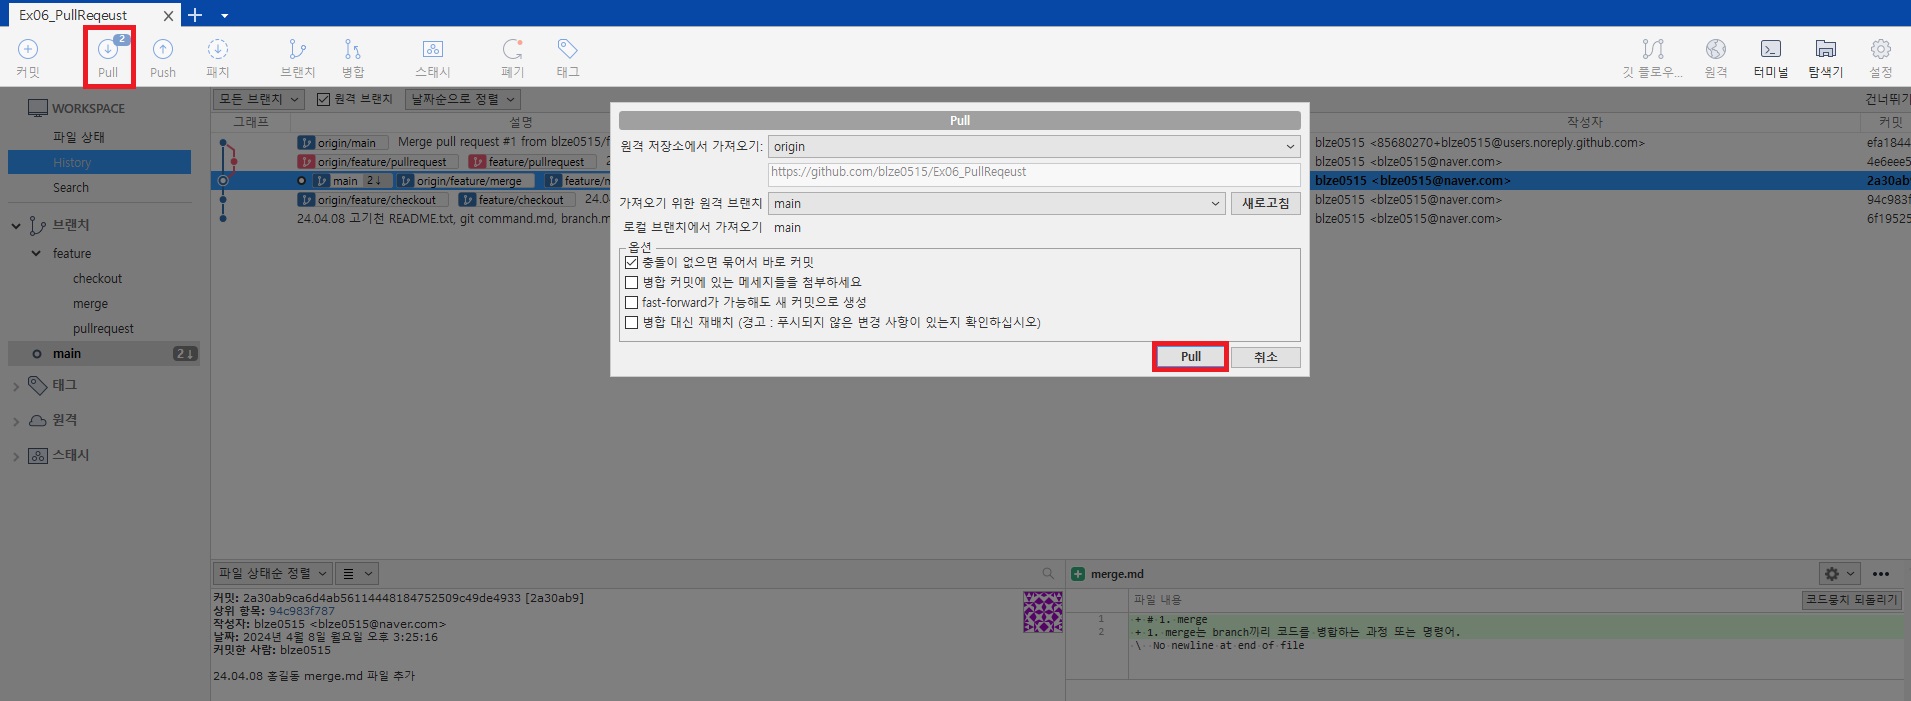 Ex06_PullReqeust
커밋
2
Pull
Push
패치
브랜치
병합
스태시
폐기
태그
깃 플로우...
원격
터미널
탐색기
설정
WORKSPACE
파일 상태
History
Search
브랜치
feature
checkout
merge
pullrequest
main 2↓
태그
원격
스태시
모든 브랜치
원격 브랜치
날짜순으로 정렬
건너뛰기
그래프 설명 작성자 커밋
origin/main Merge pull request #1 from blze0515/f blze0515 <85680270+blze0515@users.noreply.github.com> efa1844
origin/feature/pullrequest feature/pullrequest 2 blze0515 <blze0515@naver.com> 4e6eee5
main 2↓ origin/feature/merge feature/m blze0515 <blze0515@naver.com> 2a30ab9
origin/feature/checkout feature/checkout 24.0 blze0515 <blze0515@naver.com> 94c983f
24.04.08 고기천 README.txt, git command.md, branch.m blze0515 <blze0515@naver.com> 6f19525
Pull
원격 저장소에서 가져오기: origin
https://github.com/blze0515/Ex06_PullReqeust
가져오기 위한 원격 브랜치 main 새로고침
로컬 브랜치에서 가져오기 main
옵션
충돌이 없으면 묶어서 바로 커밋
병합 커밋에 있는 메세지들을 첨부하세요
fast-forward가 가능해도 새 커밋으로 생성
병합 대신 재배치 (경고 : 푸시되지 않은 변경 사항이 있는지 확인하십시오)
Pull 취소
파일 상태순 정렬
커밋: 2a30ab9ca6d4ab56114448184752509c49de4933 [2a30ab9]
상위 항목: 94c983f787
작성자: blze0515 <blze0515@naver.com>
날짜: 2024년 4월 8일 월요일 오후 3:25:16
커밋한 사람: blze0515
24.04.08 홍길동 merge.md 파일 추가
merge.md
파일 내용 코드뭉치 되돌리기
1 + # 1. merge
2 + 1. merge는 branch끼리 코드를 병합하는 과정 또는 명령어.
\ No newline at end of file